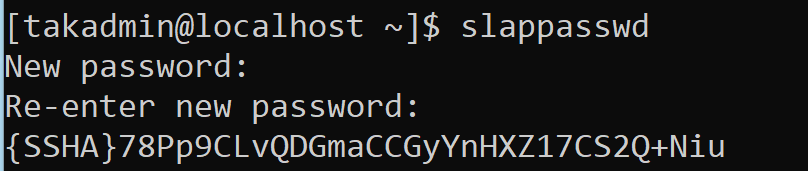 [takadmin@localhost ~]$ slappasswd
New password:
Re-enter new password:
{SSHA}78Pp9CLvQDGmaCCGyYnHXZ17CS2Q+Niu